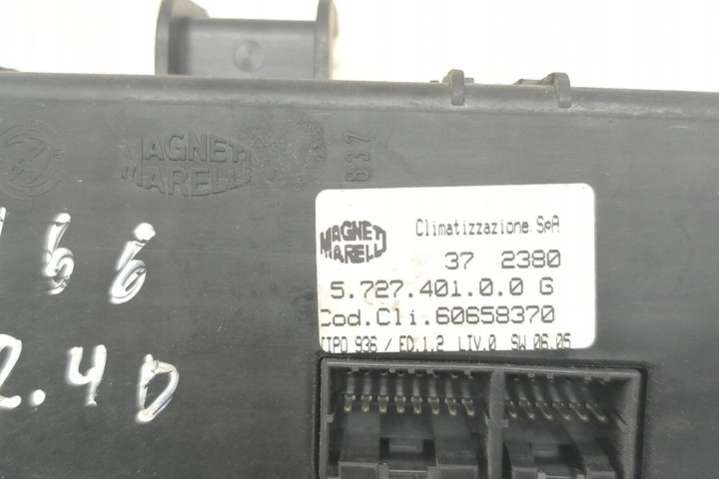 MAGNETI
MARELLI
637
MAGNETI
MARELLI
Climatizzazione.SpA
37 2380
5.727.401.0.0 G
Cod.Cli.60658370
TIPO 936 / ED.1.2 LIV.0 SW 06.05
166
2.4D